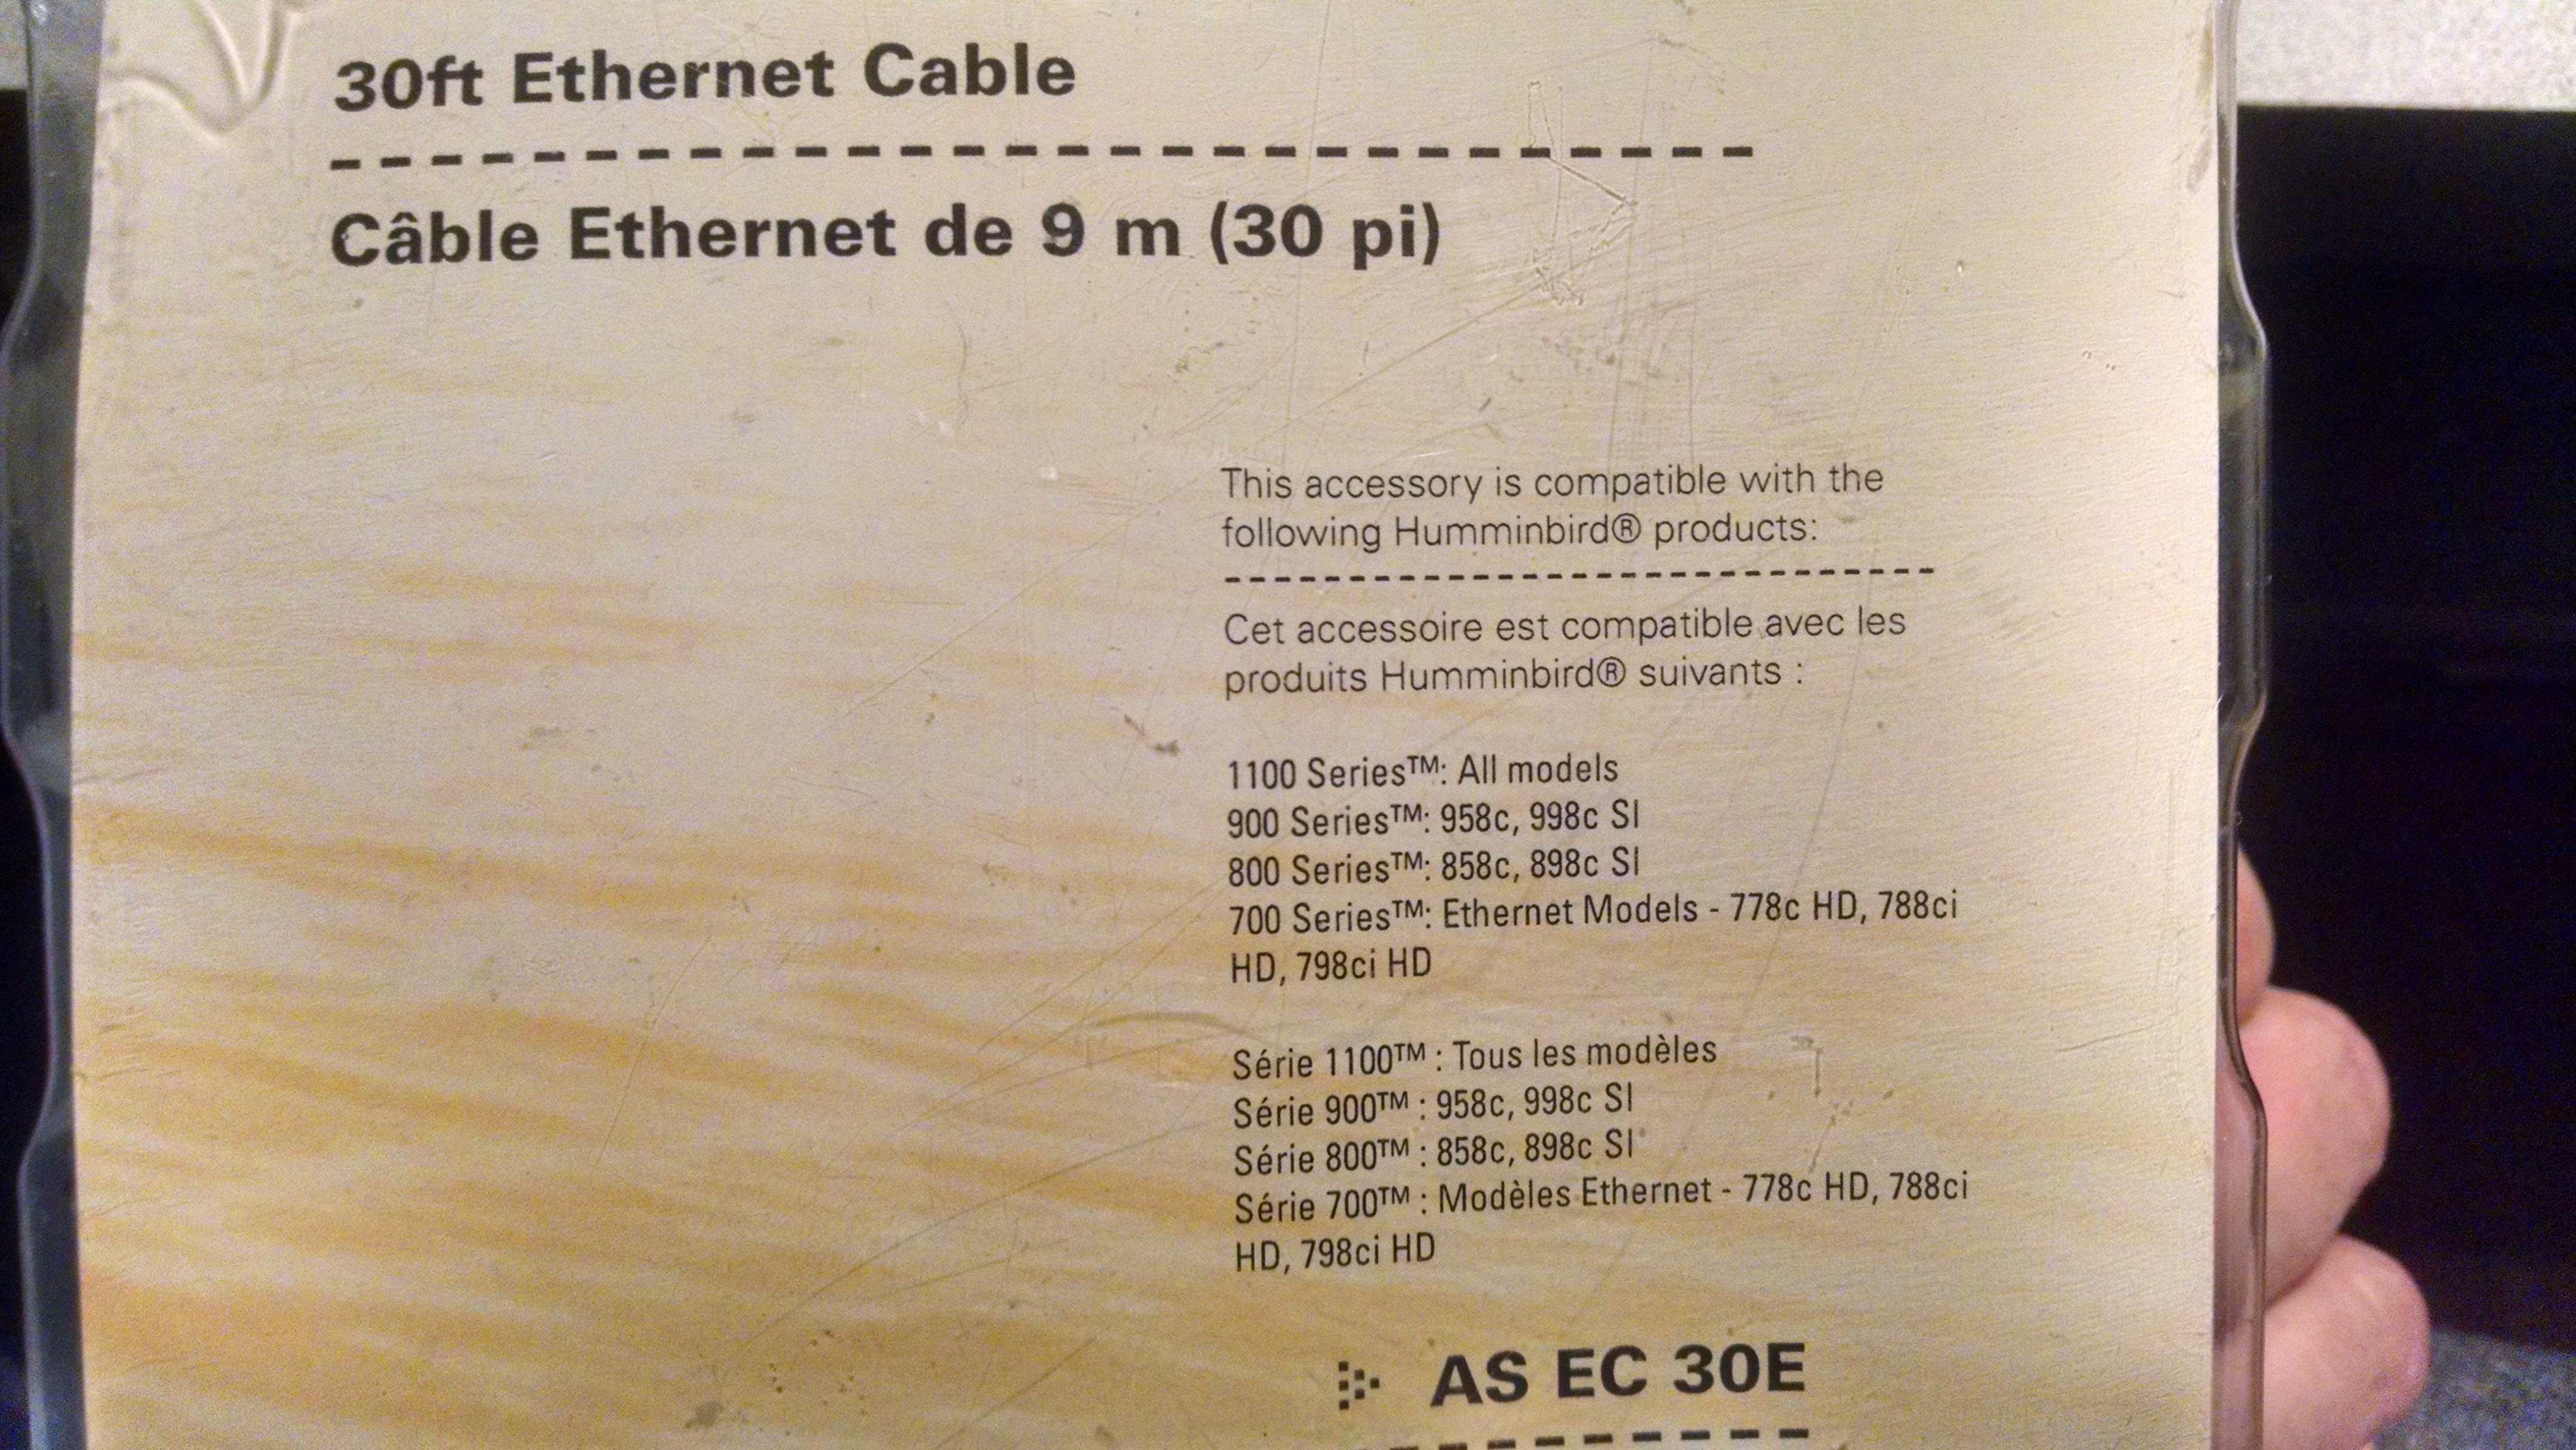 30ft Ethernet Cable
Câble Ethernet de 9 m (30 pi)
This accessory is compatible with the
following Humminbird® products:
Cet accessoire est compatible avec les
produits Humminbird® suivants :
1100 Series™: All models
900 Series™: 958c, 998c SI
800 Series™: 858c, 898c SI
700 Series™: Ethernet Models - 778c HD, 788ci
HD, 798ci HD
Série 1100™ : Tous les modèles
Série 900™ : 958c, 998c SI
Série 800™ : 858c, 898c SI
Série 700™ : Modèles Ethernet - 778c HD, 788ci
HD, 798ci HD
AS EC 30E